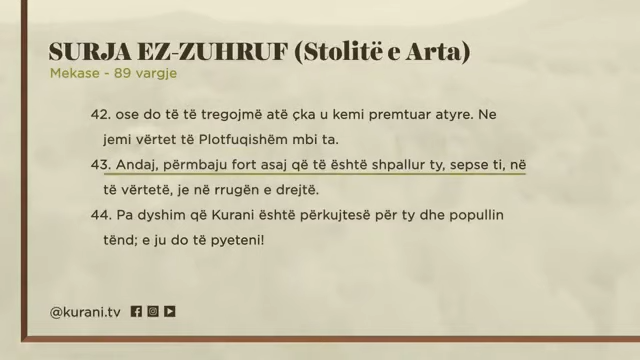 SURJA EZ-ZUHRUF (Stolitë e Arta)
Mekase - 89 vargje
42. ose do të të tregojmë atë çka u kemi premtuar atyre. Ne
jemi vërtet të Plotfuqishëm mbi ta.
43. Andaj, përmbaju fort asaj që të është shpallur ty, sepse ti, në
të vërtetë, je në rrugën e drejtë.
44. Pa dyshim që Kurani është përkujtesë për ty dhe popullin
tënd; e ju do të pyeteni!
@kurani.tv